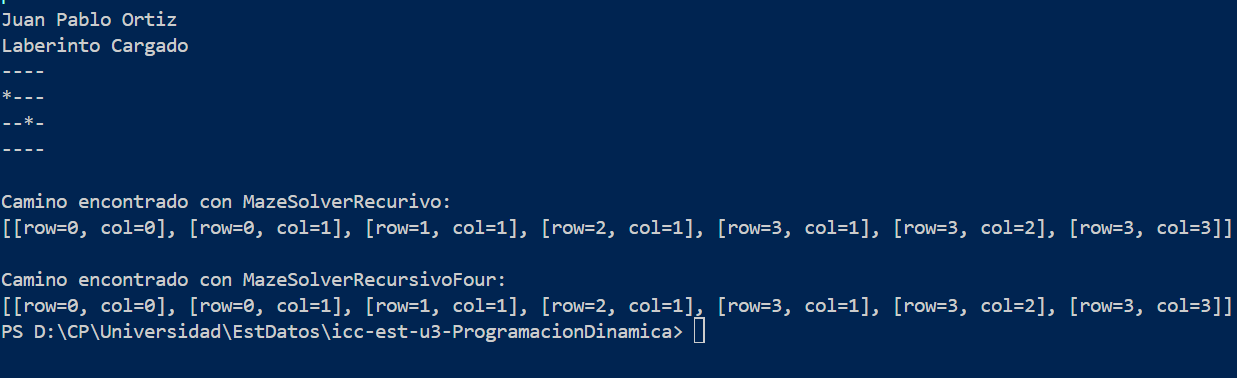 Juan Pablo Ortiz
Laberinto Cargado
----
*---
--*-
----
Camino encontrado con MazeSolverRecurivo:
[[row=0, col=0], [row=0, col=1], [row=1, col=1], [row=2, col=1], [row=3, col=1], [row=3, col=2], [row=3, col=3]]
Camino encontrado con MazeSolverRecursivoFour:
[[row=0, col=0], [row=0, col=1], [row=1, col=1], [row=2, col=1], [row=3, col=1], [row=3, col=2], [row=3, col=3]]
PS D:\CP\Universidad\EstDatos\icc-est-u3-ProgramacionDinamica>